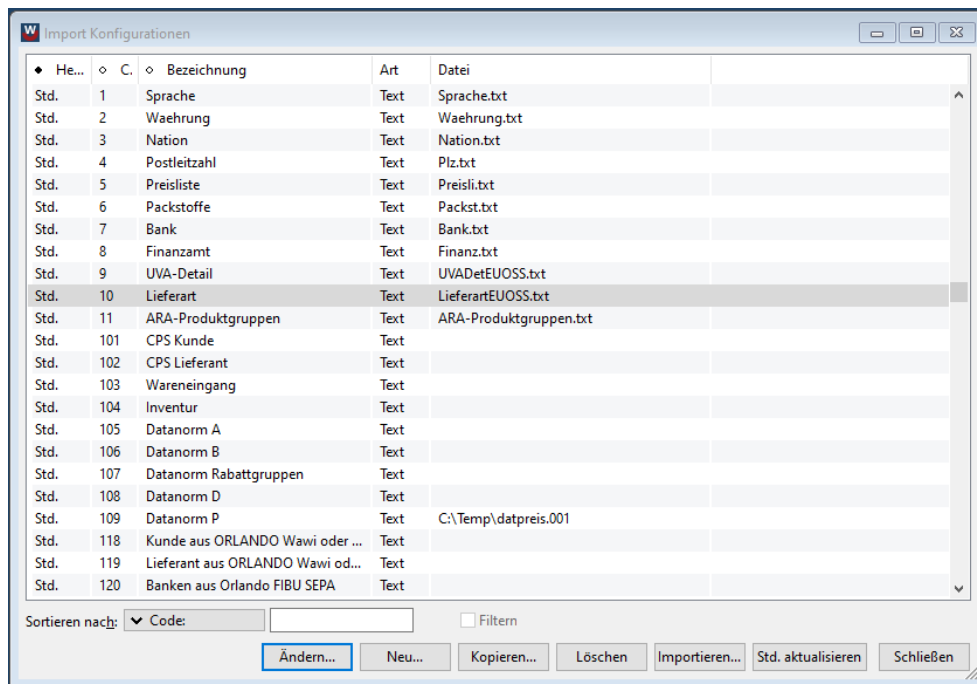 W Import Konfigurationen
He... C. Bezeichnung Art Datei
Std. 1 Sprache Text Sprache.txt
Std. 2 Waehrung Text Waehrung.txt
Std. 3 Nation Text Nation.txt
Std. 4 Postleitzahl Text Plz.txt
Std. 5 Preisliste Text Preisli.txt
Std. 6 Packstoffe Text Packst.txt
Std. 7 Bank Text Bank.txt
Std. 8 Finanzamt Text Finanz.txt
Std. 9 UVA-Detail Text UVADetEUOSS.txt
Std. 10 Lieferart Text LieferartEUOSS.txt
Std. 11 ARA-Produktgruppen Text ARA-Produktgruppen.txt
Std. 101 CPS Kunde Text
Std. 102 CPS Lieferant Text
Std. 103 Wareneingang Text
Std. 104 Inventur Text
Std. 105 Datanorm A Text
Std. 106 Datanorm B Text
Std. 107 Datanorm Rabattgruppen Text
Std. 108 Datanorm D Text
Std. 109 Datanorm P Text C:\Temp\datpreis.001
Std. 118 Kunde aus ORLANDO Wawi oder ... Text
Std. 119 Lieferant aus ORLANDO Wawi od... Text
Std. 120 Banken aus Orlando FIBU SEPA Text
Sortieren nach: Code: Filtern
Ändern... Neu... Kopieren... Löschen Importieren... Std. aktualisieren Schließen